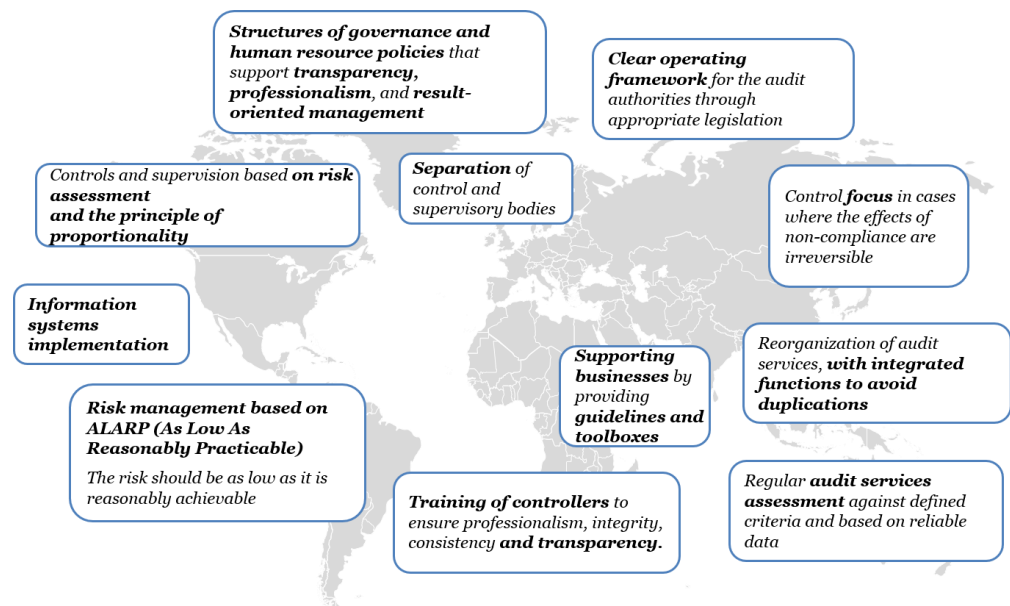 Structures of governance and
human resource policies that
support transparency,
professionalism, and result-
oriented management
Clear operating
framework for the audit
authorities through
appropriate legislation
Controls and supervision based on risk
assessment
and the principle of
proportionality
Separation of
control and
supervisory bodies
Control focus in cases
where the effects of
non-compliance are
irreversible
Information
systems
implementation
Supporting
businesses by
providing
guidelines and
toolboxes
Reorganization of audit
services, with integrated
functions to avoid
duplications
Risk management based on
ALARP (As Low As
Reasonably Practicable)
The risk should be as low as it is
reasonably achievable
Training of controllers to
ensure professionalism, integrity,
consistency and transparency.
Regular audit services
assessment against defined
criteria and based on reliable
data